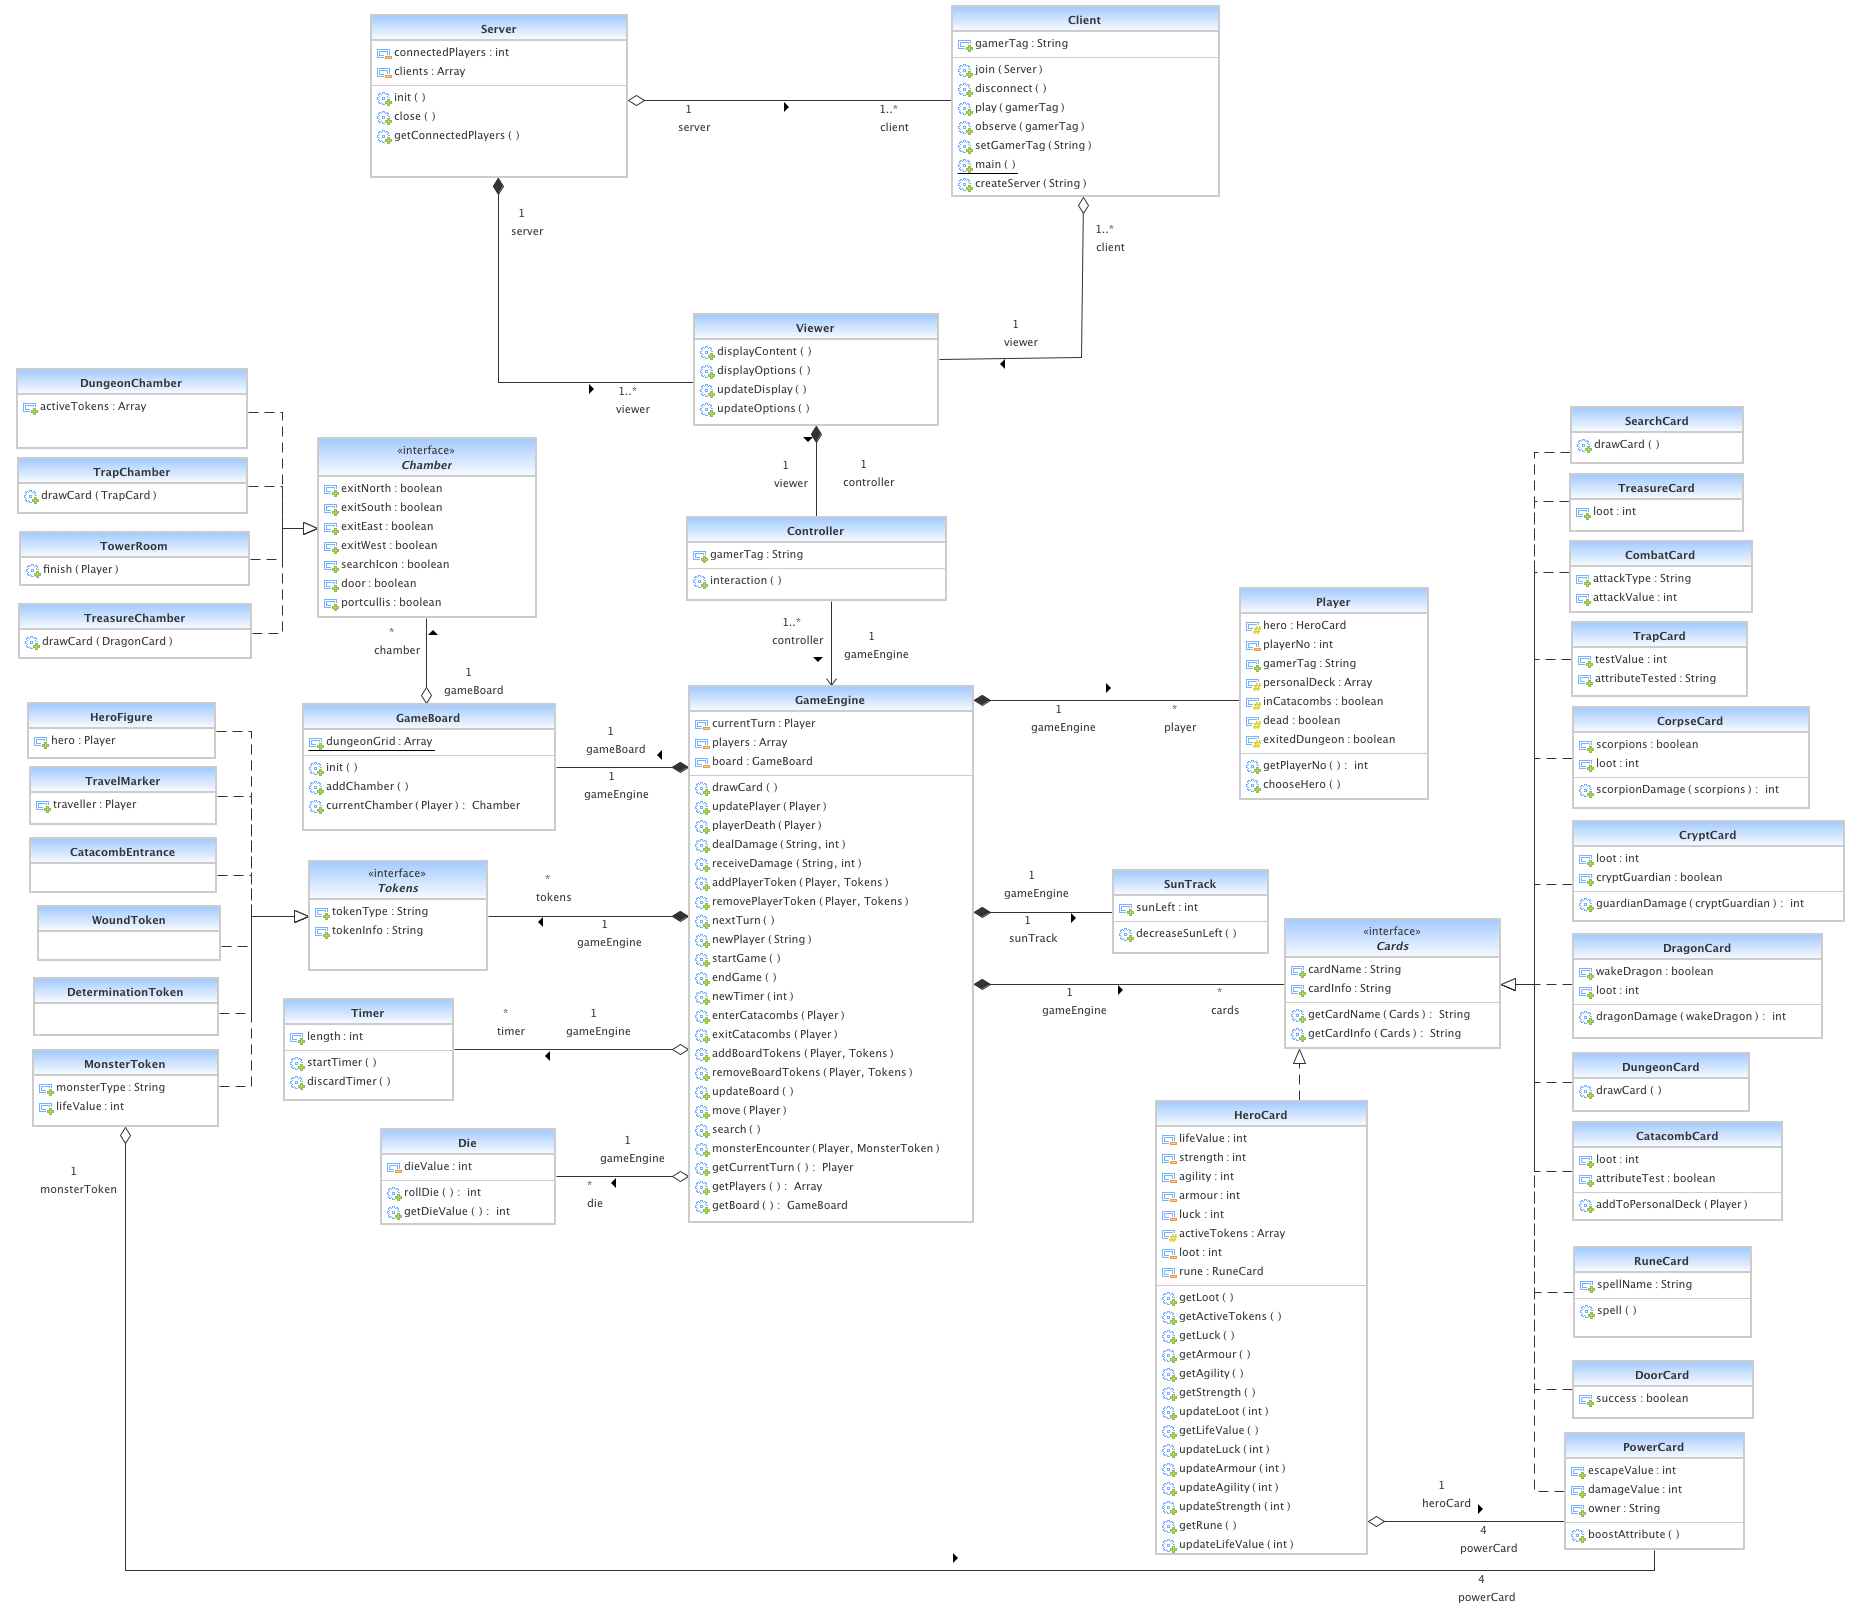 Server
connectedPlayers : int
clients : Array
init ( )
close ( )
getConnectedPlayers ( )
Client
gamerTag : String
join ( Server )
disconnect ( )
play ( gamerTag )
observe ( gamerTag )
setGamerTag ( String )
main ( )
createServer ( String )
1
server
1..*
client
1
server
1..*
client
1
viewer
1..*
viewer
Viewer
displayContent ( )
displayOptions ( )
updateDisplay ( )
updateOptions ( )
1
viewer
1
controller
Controller
gamerTag : String
interaction ( )
1..*
controller
1
gameEngine
DungeonChamber
activeTokens : Array
TrapChamber
drawCard ( TrapCard )
TowerRoom
finish ( Player )
TreasureChamber
drawCard ( DragonCard )
«interface»
Chamber
exitNorth : boolean
exitSouth : boolean
exitEast : boolean
exitWest : boolean
searchIcon : boolean
door : boolean
portcullis : boolean
*
chamber
1
gameBoard
GameBoard
dungeonGrid : Array
init ( )
addChamber ( )
currentChamber ( Player ) : Chamber
1
gameBoard
1
gameEngine
HeroFigure
hero : Player
TravelMarker
traveller : Player
CatacombEntrance
WoundToken
DeterminationToken
MonsterToken
monsterType : String
lifeValue : int
«interface»
Tokens
tokenType : String
tokenInfo : String
*
tokens
1
gameEngine
Timer
length : int
startTimer ( )
discardTimer ( )
*
timer
1
gameEngine
Die
dieValue : int
rollDie ( ) : int
getDieValue ( ) : int
1
gameEngine
*
die
1
monsterToken
GameEngine
currentTurn : Player
players : Array
board : GameBoard
drawCard ( )
updatePlayer ( Player )
playerDeath ( Player )
dealDamage ( String, int )
receiveDamage ( String, int )
addPlayerToken ( Player, Tokens )
removePlayerToken ( Player, Tokens )
nextTurn ( )
newPlayer ( String )
startGame ( )
endGame ( )
newTimer ( int )
enterCatacombs ( Player )
exitCatacombs ( Player )
addBoardTokens ( Player, Tokens )
removeBoardTokens ( Player, Tokens )
updateBoard ( )
move ( Player )
search ( )
monsterEncounter ( Player, MonsterToken )
getCurrentTurn ( ) : Player
getPlayers ( ) : Array
getBoard ( ) : GameBoard
1
gameEngine
*
player
Player
hero : HeroCard
playerNo : int
gamerTag : String
personalDeck : Array
inCatacombs : boolean
dead : boolean
exitedDungeon : boolean
getPlayerNo ( ) : int
chooseHero ( )
1
gameEngine
1
sunTrack
SunTrack
sunLeft : int
decreaseSunLeft ( )
1
gameEngine
*
cards
«interface»
Cards
cardName : String
cardInfo : String
getCardName ( Cards ) : String
getCardInfo ( Cards ) : String
HeroCard
lifeValue : int
strength : int
agility : int
armour : int
luck : int
activeTokens : Array
loot : int
rune : RuneCard
getLoot ( )
getActiveTokens ( )
getLuck ( )
getArmour ( )
getAgility ( )
getStrength ( )
updateLoot ( int )
getLifeValue ( )
updateLuck ( int )
updateArmour ( int )
updateAgility ( int )
updateStrength ( int )
getRune ( )
updateLifeValue ( int )
SearchCard
drawCard ( )
TreasureCard
loot : int
CombatCard
attackType : String
attackValue : int
TrapCard
testValue : int
attributeTested : String
CorpseCard
scorpions : boolean
loot : int
scorpionDamage ( scorpions ) : int
CryptCard
loot : int
cryptGuardian : boolean
guardianDamage ( cryptGuardian ) : int
DragonCard
wakeDragon : boolean
loot : int
dragonDamage ( wakeDragon ) : int
DungeonCard
drawCard ( )
CatacombCard
loot : int
attributeTest : boolean
addToPersonalDeck ( Player )
RuneCard
spellName : String
spell ( )
DoorCard
success : boolean
PowerCard
escapeValue : int
damageValue : int
owner : String
boostAttribute ( )
1
heroCard
4
powerCard
4
powerCard